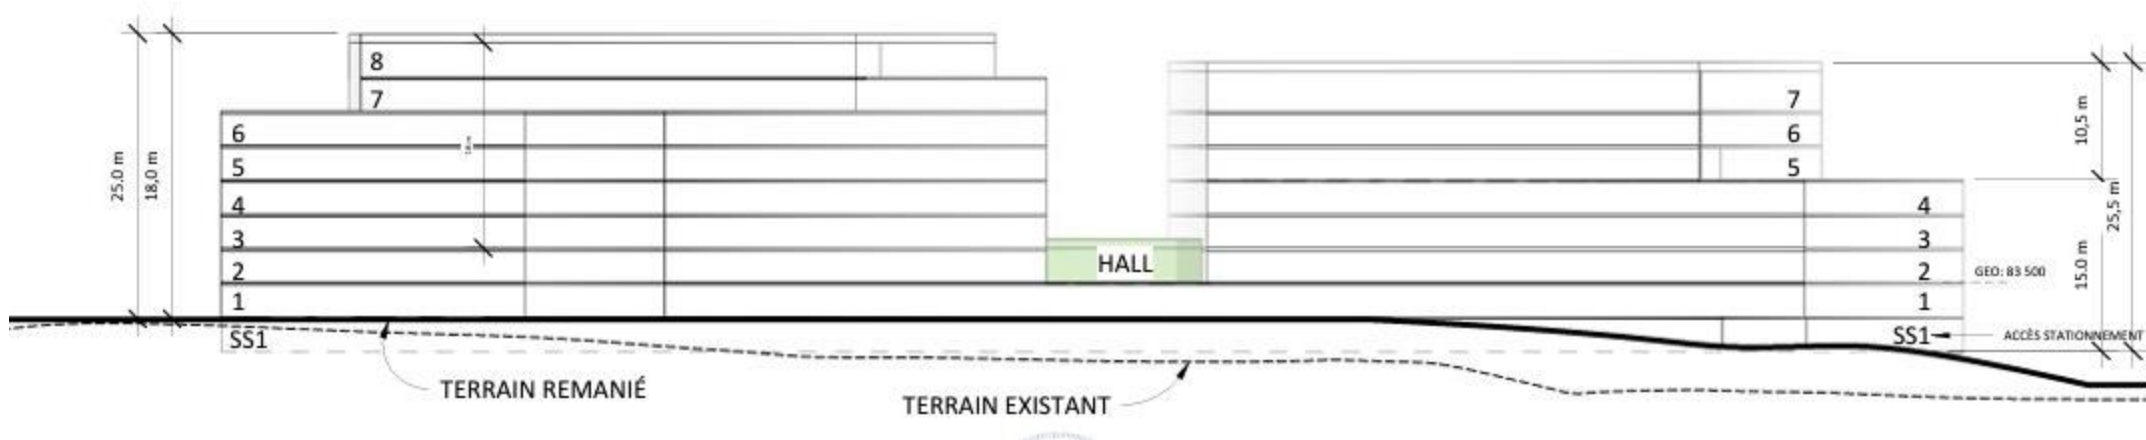 8
7
6
5
4
3
2
1
SS1
25.0 m
18,0 m
HALL
7
6
5
4
3
2
1
SS1
GEO: 83 500
ACCÈS STATIONNEMENT
10,5 m
15.0 m
25,5 m
TERRAIN REMANIÉ
TERRAIN EXISTANT